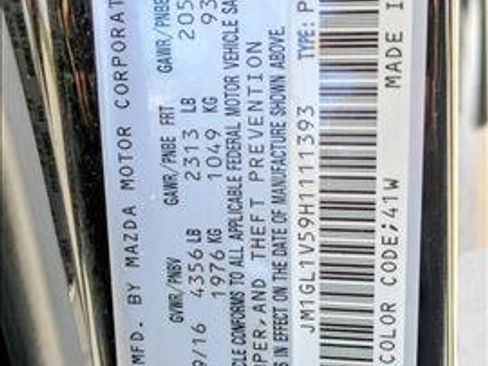 MFD. BY MAZDA MOTOR CORPORAT
GVWR/PNBV GAWR/PNBE FRT GAWR/PNBE
9/16 4356 LB 2313 LB 205
1976 KG 1049 KG 93
CLE CONFORMS TO ALL APPLICABLE FEDERAL MOTOR VEHICLE SA
PER, AND THEFT PREVENTION
IN EFFECT ON THE DATE OF MANUFACTURE SHOWN ABOVE.
JM1GL1V59H1111393 TYPE: P
COLOR CODE;41W MADE I